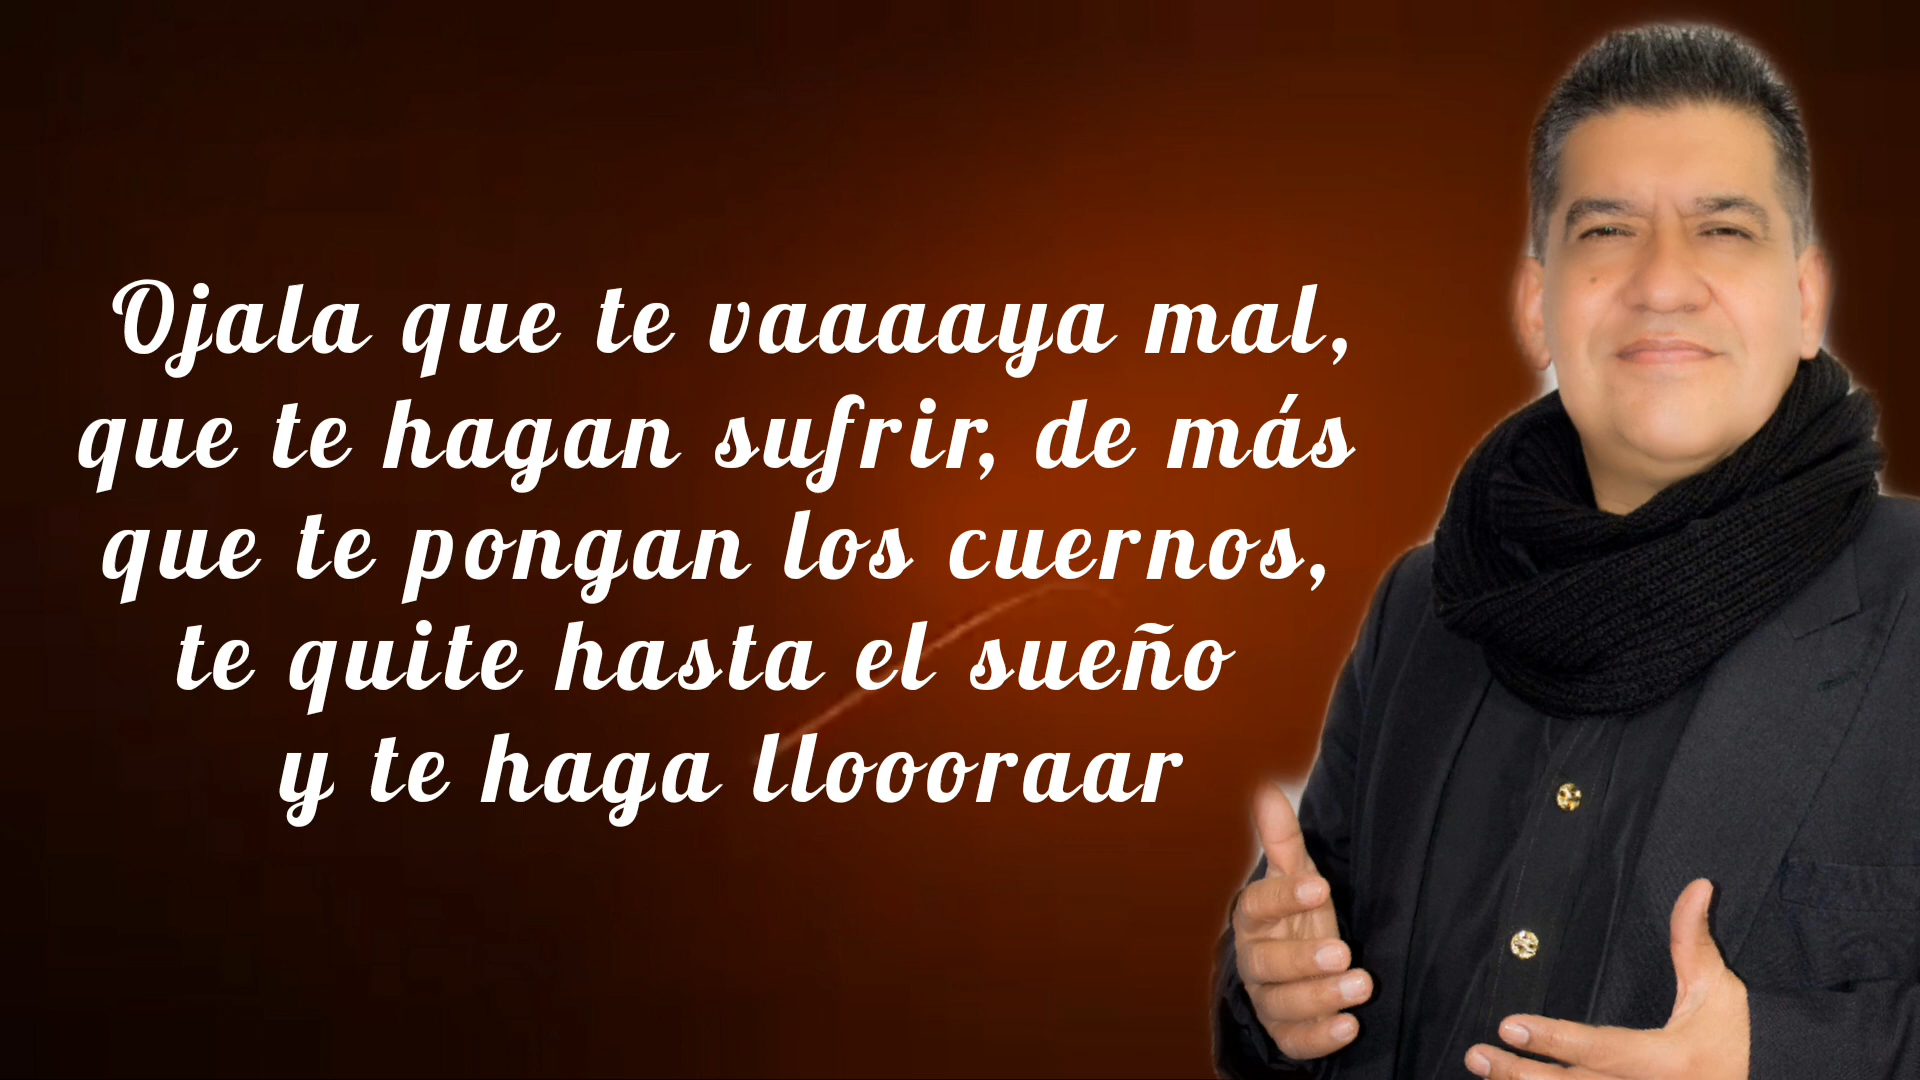 Ojala que te vaaaaya mal,
que te hagan sufrir, de más
que te pongan los cuernos,
te quite hasta el sueño
y te haga lloooraar